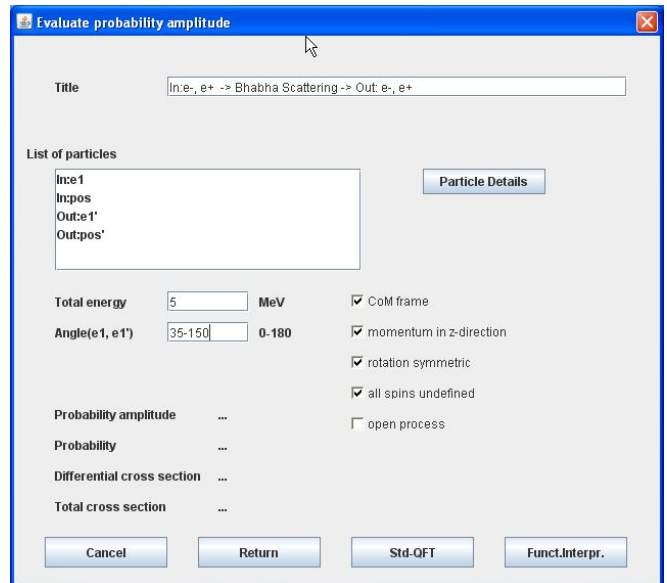 Evaluate probability amplitude
Title In:e-, e+ -> Bhabha Scattering -> Out: e-, e+
List of particles
In:e1
In:pos
Out:e1'
Out:pos'
Particle Details
Total energy 5 MeV
Angle(e1, e1') 35-150 0-180
CoM frame
momentum in z-direction
rotation symmetric
all spins undefined
open process
Probability amplitude ...
Probability ...
Differential cross section ...
Total cross section ...
Cancel Return Std-QFT Funct.Interpr.